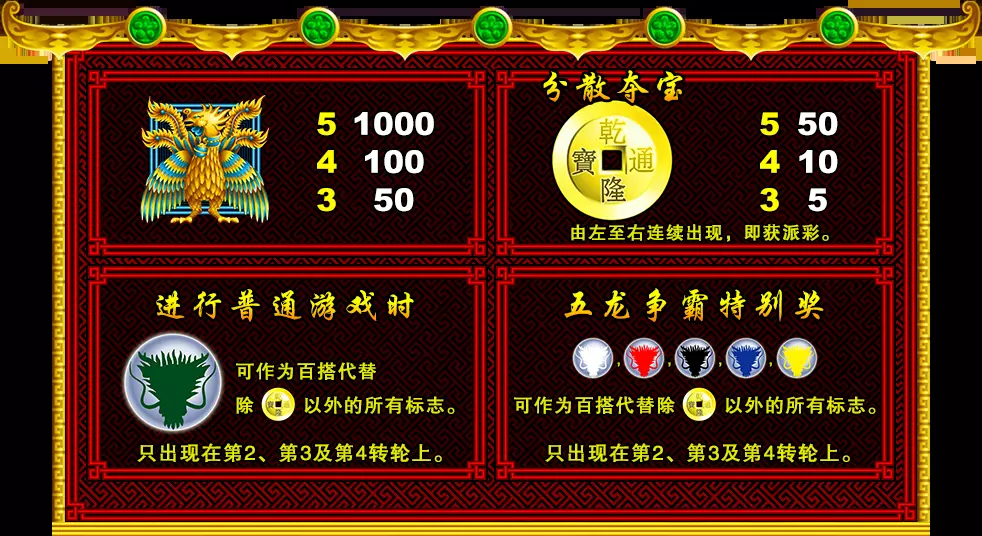 5 1000
4 100
3 50
分散夺宝
乾
寶 通
隆
5 50
4 10
3 5
由左至右连续出现，即获派彩。
进行普通游戏时
可作为百搭代替
除 以外的所有标志。
只出现在第2、第3及第4转轮上。
五龙争霸特别奖
, , , ,
可作为百搭代替除 以外的所有标志。
只出现在第2、第3及第4转轮上。